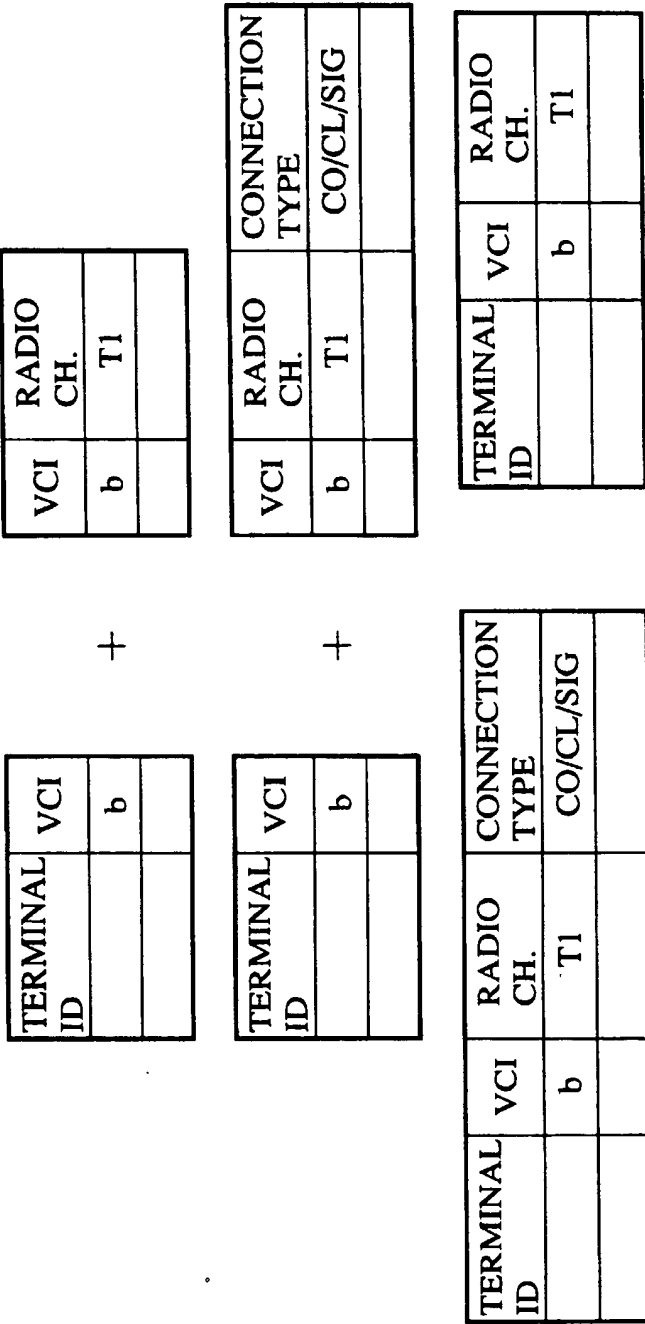 TERMINAL ID VCI
b
+
VCI RADIO CH.
b T1
TERMINAL ID VCI
b
+
VCI RADIO CH. CONNECTION TYPE
b T1 CO/CL/SIG
TERMINAL ID VCI RADIO CH. CONNECTION TYPE
b T1 CO/CL/SIG
TERMINAL ID VCI RADIO CH.
b T1